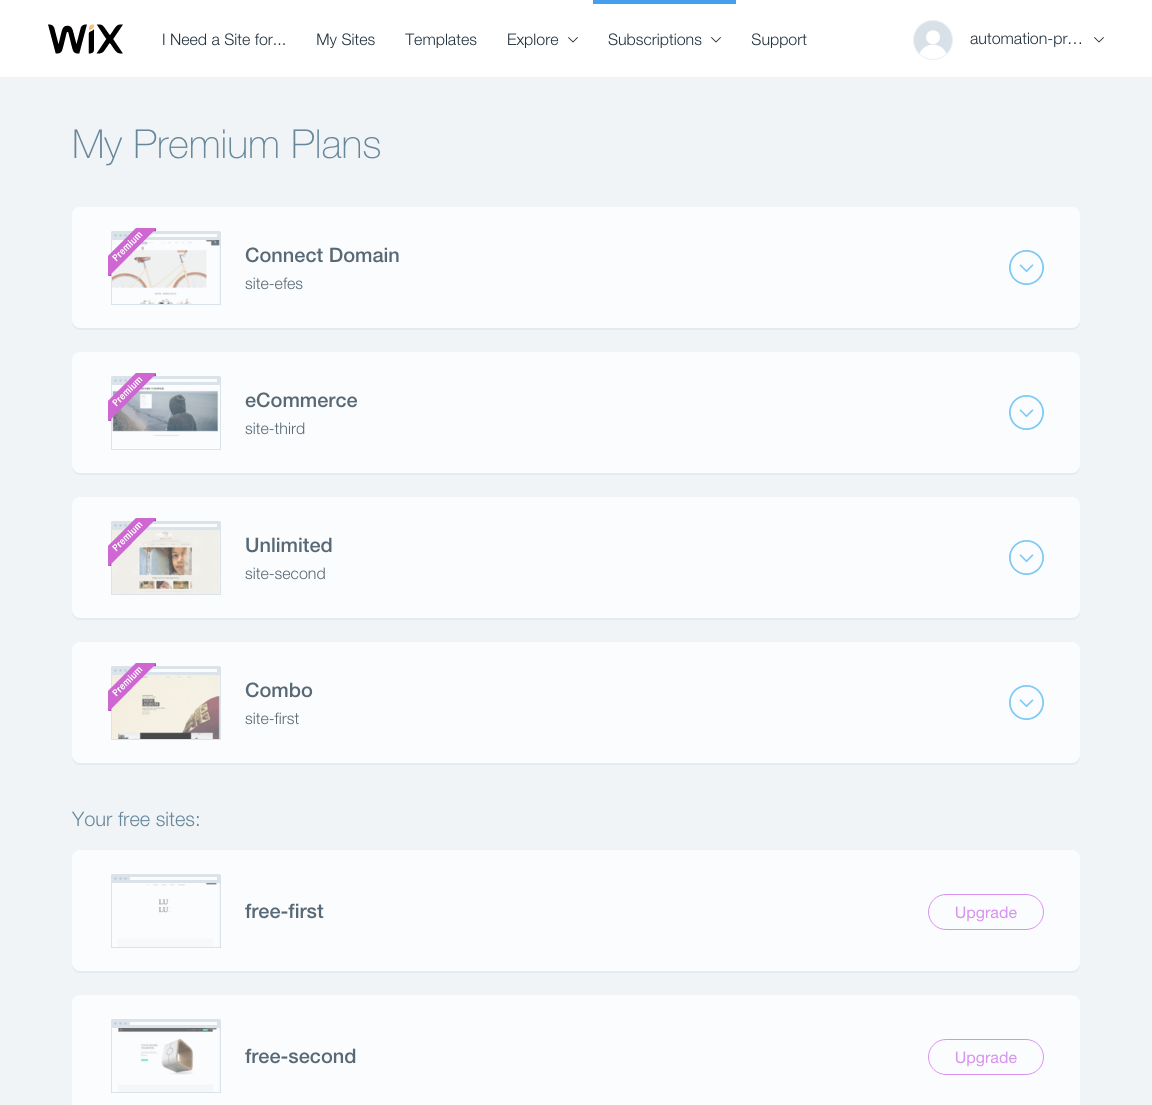 WiX
I Need a Site for...
My Sites
Templates
Explore
Subscriptions
Support
automation-pr...
My Premium Plans
Premium
Connect Domain
site-efes
Premium
eCommerce
site-third
Premium
Unlimited
site-second
Premium
Combo
site-first
Your free sites:
LU
LU
free-first
Upgrade
free-second
Upgrade